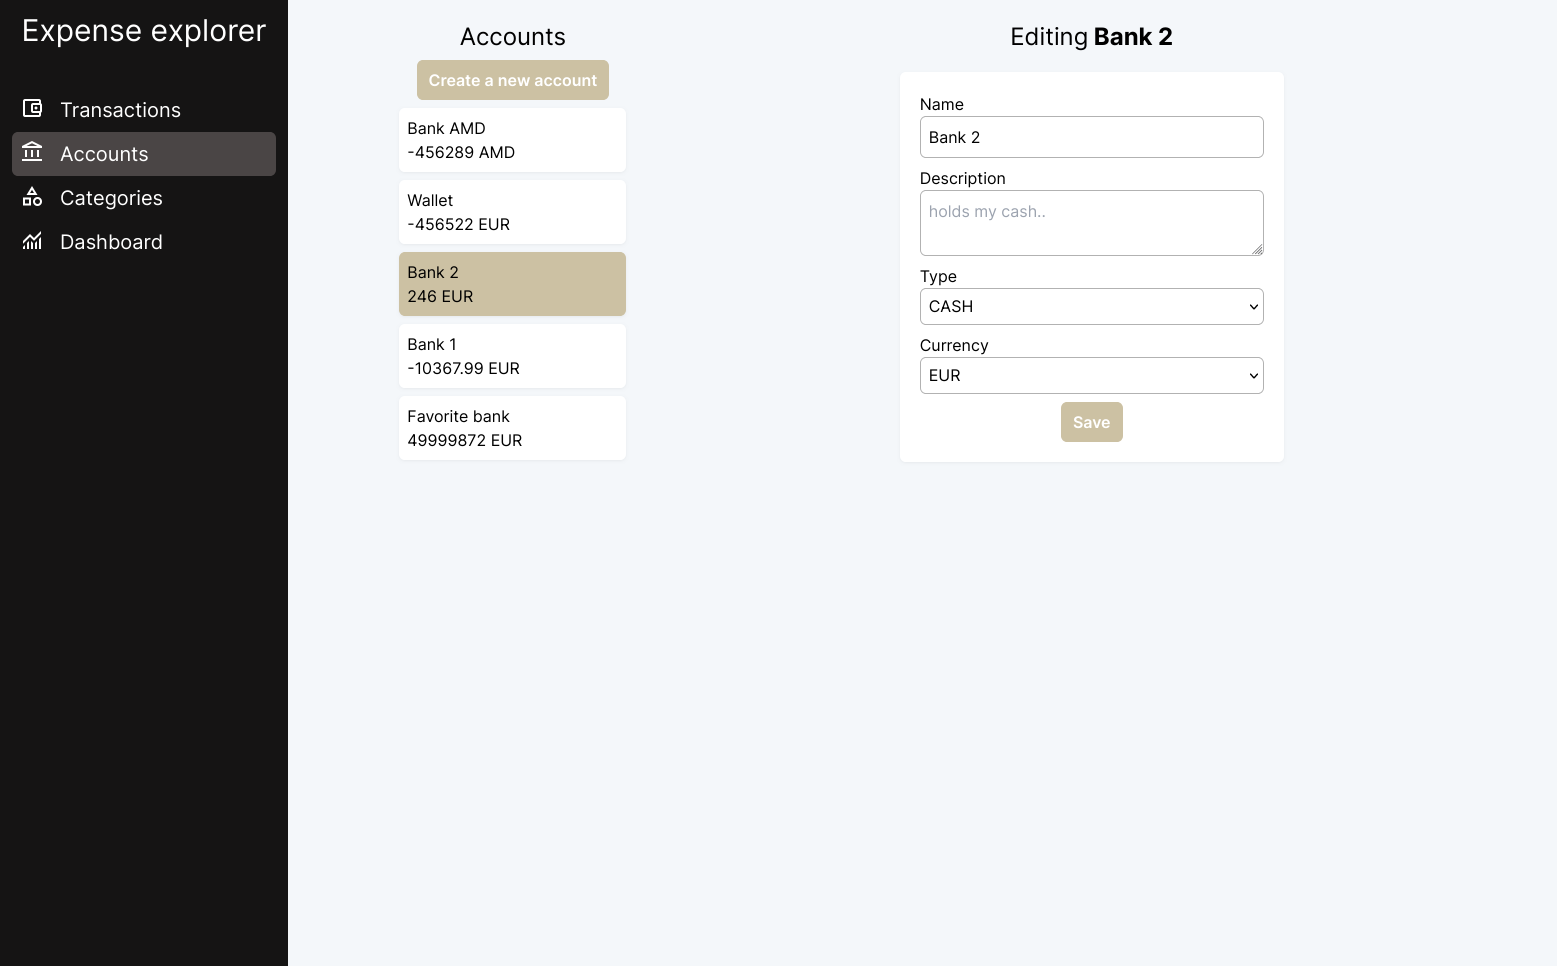 Expense explorer
Transactions
Accounts
Categories
Dashboard
Accounts
Create a new account
Bank AMD
-456289 AMD
Wallet
-456522 EUR
Bank 2
246 EUR
Bank 1
-10367.99 EUR
Favorite bank
49999872 EUR
Editing Bank 2
Name
Bank 2
Description
holds my cash..
Type
CASH
Currency
EUR
Save